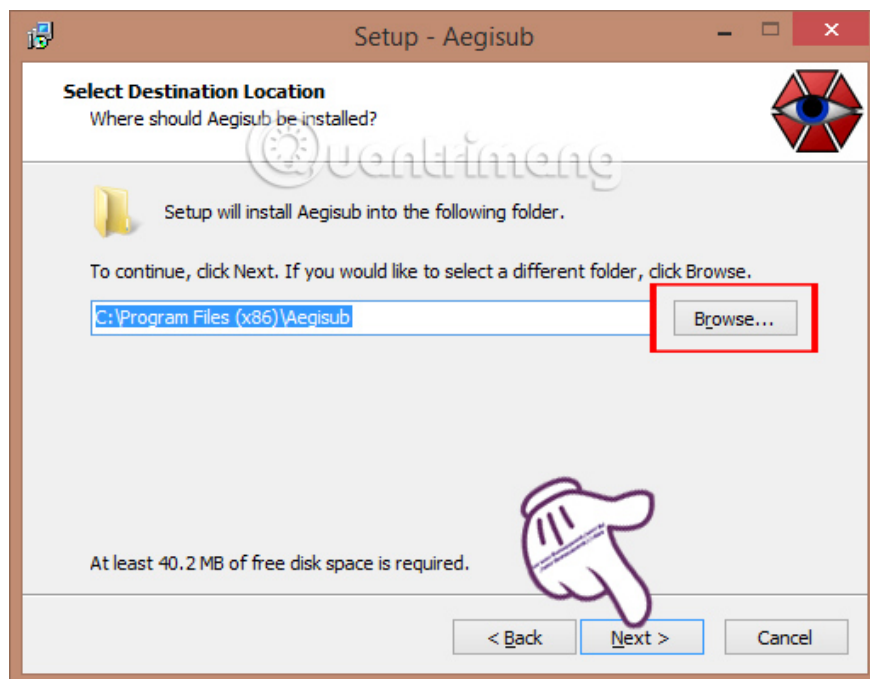 Setup - Aegisub
Select Destination Location
Where should Aegisub be installed?
Quantrimang
Setup will install Aegisub into the following folder.
To continue, click Next. If you would like to select a different folder, click Browse.
C:\Program Files (x86)\Aegisub
Browse...
At least 40.2 MB of free disk space is required.
< Back
Next >
Cancel